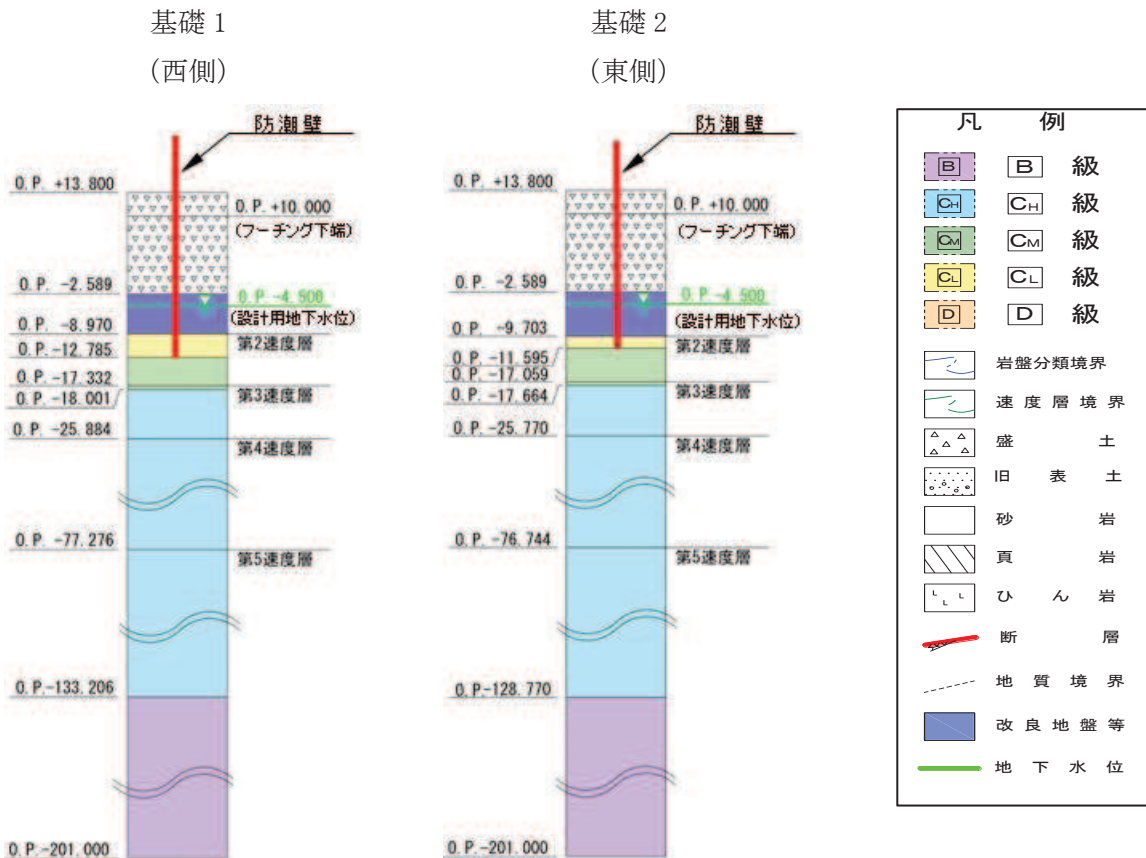 基礎 1
(西側)
防潮壁
O.P. +13.800
O.P. +10.000
(フーチング下端)
O.P. -2.589
O.P. -4.500
(設計用地下水位)
O.P. -8.970
第2速度層
O.P. -12.785
O.P. -17.332
第3速度層
O.P. -18.001
O.P. -25.884
第4速度層
O.P. -77.276
第5速度層
O.P.-133.206
O.P.-201.000
基礎 2
(東側)
防潮壁
O.P. +13.800
O.P. +10.000
(フーチング下端)
O.P. -2.589
O.P. -4.500
(設計用地下水位)
O.P. -9.703
第2速度層
O.P. -11.595
O.P. -17.059
第3速度層
O.P. -17.664
O.P. -25.770
第4速度層
O.P. -76.744
第5速度層
O.P-128.770
O.P.-201.000
凡 例
B B 級
CH CH 級
CM CM 級
CL CL 級
D D 級
岩盤分類境界
速度層境界
盛 土
旧 表 土
砂 岩
頁 岩
ひ ん 岩
断 層
地 質 境 界
改 良 地 盤 等
地 下 水 位